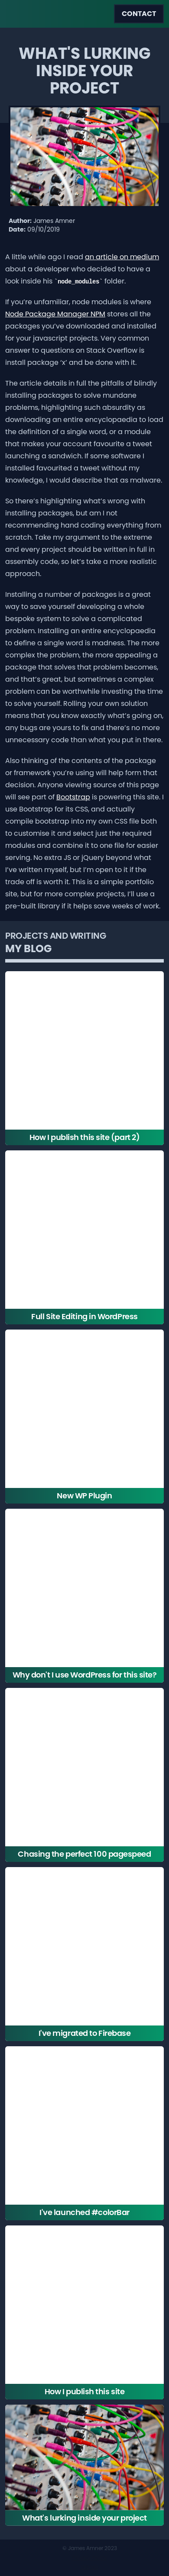 CONTACT
WHAT'S LURKING
INSIDE YOUR
PROJECT
Author: James Amner
Date: 09/10/2019
A little while ago I read an article on medium
about a developer who decided to have a
look inside his `node_modules` folder.
If you're unfamiliar, node modules is where
Node Package Manager NPM stores all the
packages you've downloaded and installed
for your javascript projects. Very common
answer to questions on Stack Overflow is
install package 'x' and be done with it.
The article details in full the pitfalls of blindly
installing packages to solve mundane
problems, highlighting such absurdity as
downloading an entire encyclopaedia to load
the definition of a single word, or a module
that makes your account favourite a tweet
launching a sandwich. If some software I
installed favourited a tweet without my
knowledge, I would describe that as malware.
So there's highlighting what's wrong with
installing packages, but am I not
recommending hand coding everything from
scratch. Take my argument to the extreme
and every project should be written in full in
assembly code, so let's take a more realistic
approach.
Installing a number of packages is a great
way to save yourself developing a whole
bespoke system to solve a complicated
problem. Installing an entire encyclopaedia
to define a single word is madness. The more
complex the problem, the more appealing a
package that solves that problem becomes,
and that's great, but sometimes a complex
problem can be worthwhile investing the time
to solve yourself. Rolling your own solution
means that you know exactly what's going on,
any bugs are yours to fix and there's no more
unnecessary code than what you put in there.
Also thinking of the contents of the package
or framework you're using will help form that
decision. Anyone viewing source of this page
will see part of Bootstrap is powering this site. I
use Bootstrap for its CSS, and actually
compile bootstrap into my own CSS file both
to customise it and select just the required
modules and combine it to one file for easier
serving. No extra JS or jQuery beyond what
I've written myself, but I'm open to it if the
trade off is worth it. This is a simple portfolio
site, but for more complex projects, I'll use a
pre-built library if it helps save weeks of work.
PROJECTS AND WRITING
MY BLOG
How I publish this site (part 2)
Full Site Editing in WordPress
New WP Plugin
Why don't I use WordPress for this site?
Chasing the perfect 100 pagespeed
I've migrated to Firebase
I've launched #colorBar
How I publish this site
What's lurking inside your project
© James Amner 2023